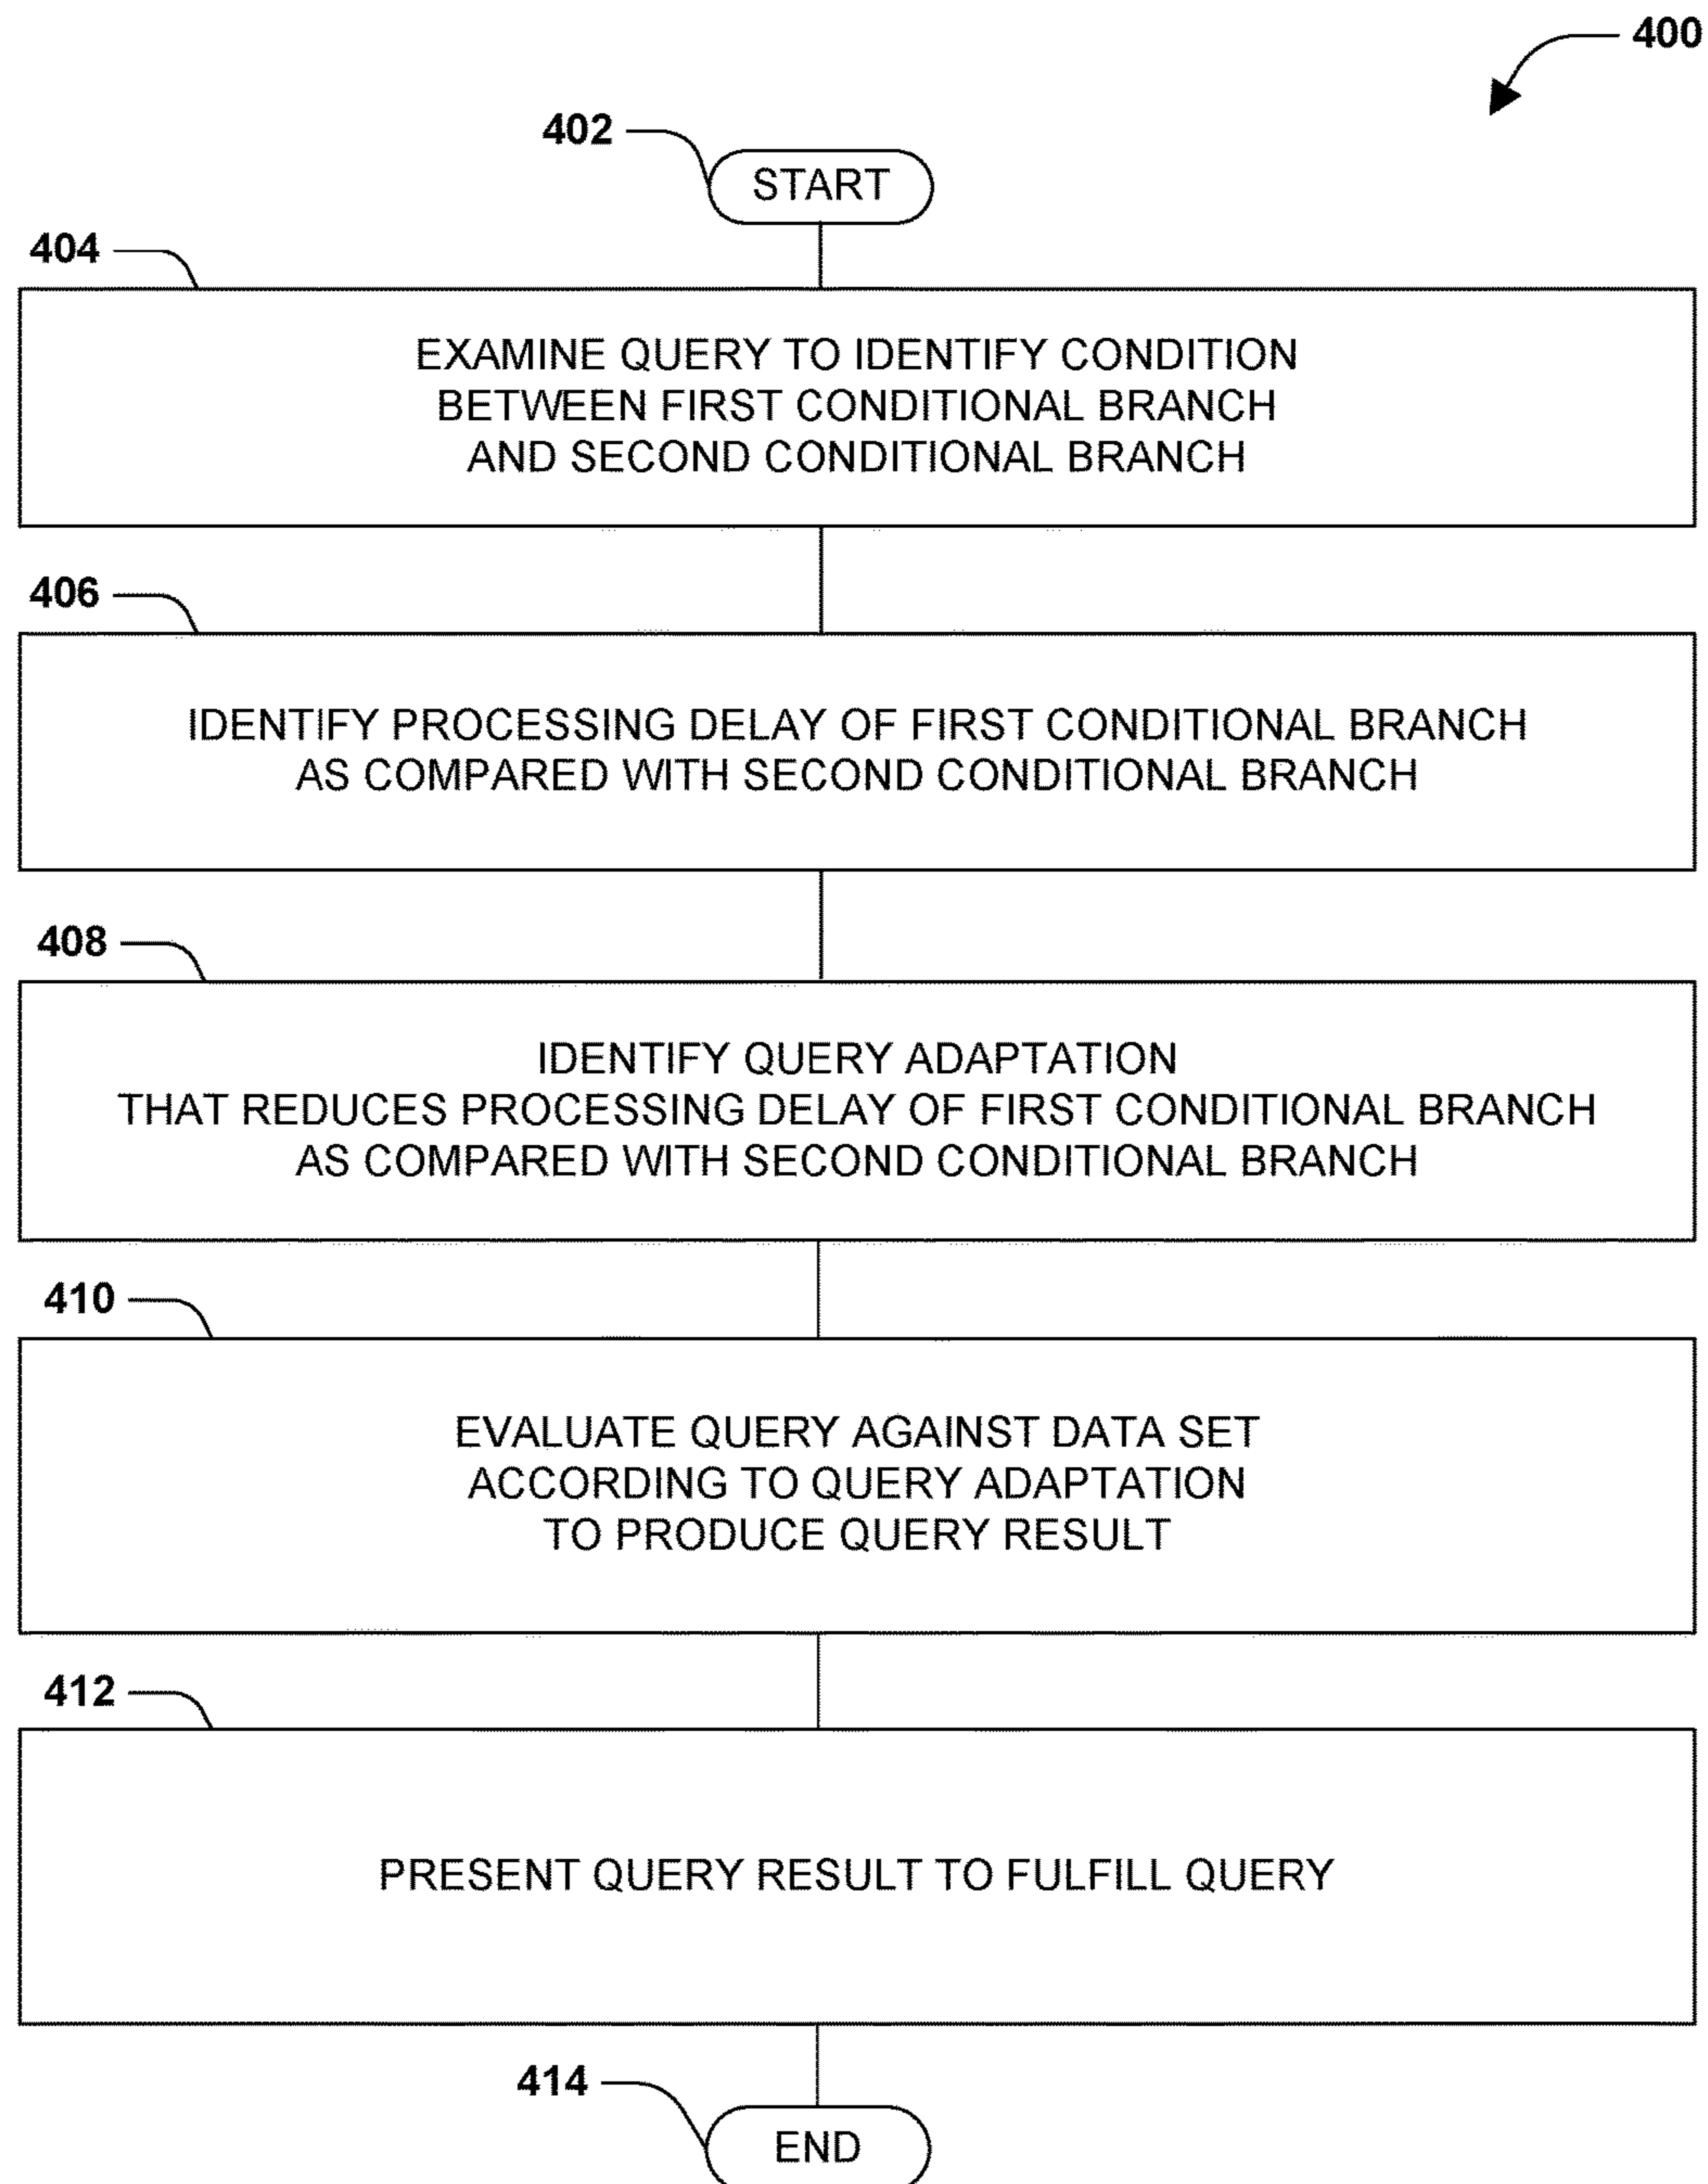 400
402
START
404
EXAMINE QUERY TO IDENTIFY CONDITION
BETWEEN FIRST CONDITIONAL BRANCH
AND SECOND CONDITIONAL BRANCH
406
IDENTIFY PROCESSING DELAY OF FIRST CONDITIONAL BRANCH
AS COMPARED WITH SECOND CONDITIONAL BRANCH
408
IDENTIFY QUERY ADAPTATION
THAT REDUCES PROCESSING DELAY OF FIRST CONDITIONAL BRANCH
AS COMPARED WITH SECOND CONDITIONAL BRANCH
410
EVALUATE QUERY AGAINST DATA SET
ACCORDING TO QUERY ADAPTATION
TO PRODUCE QUERY RESULT
412
PRESENT QUERY RESULT TO FULFILL QUERY
414
END